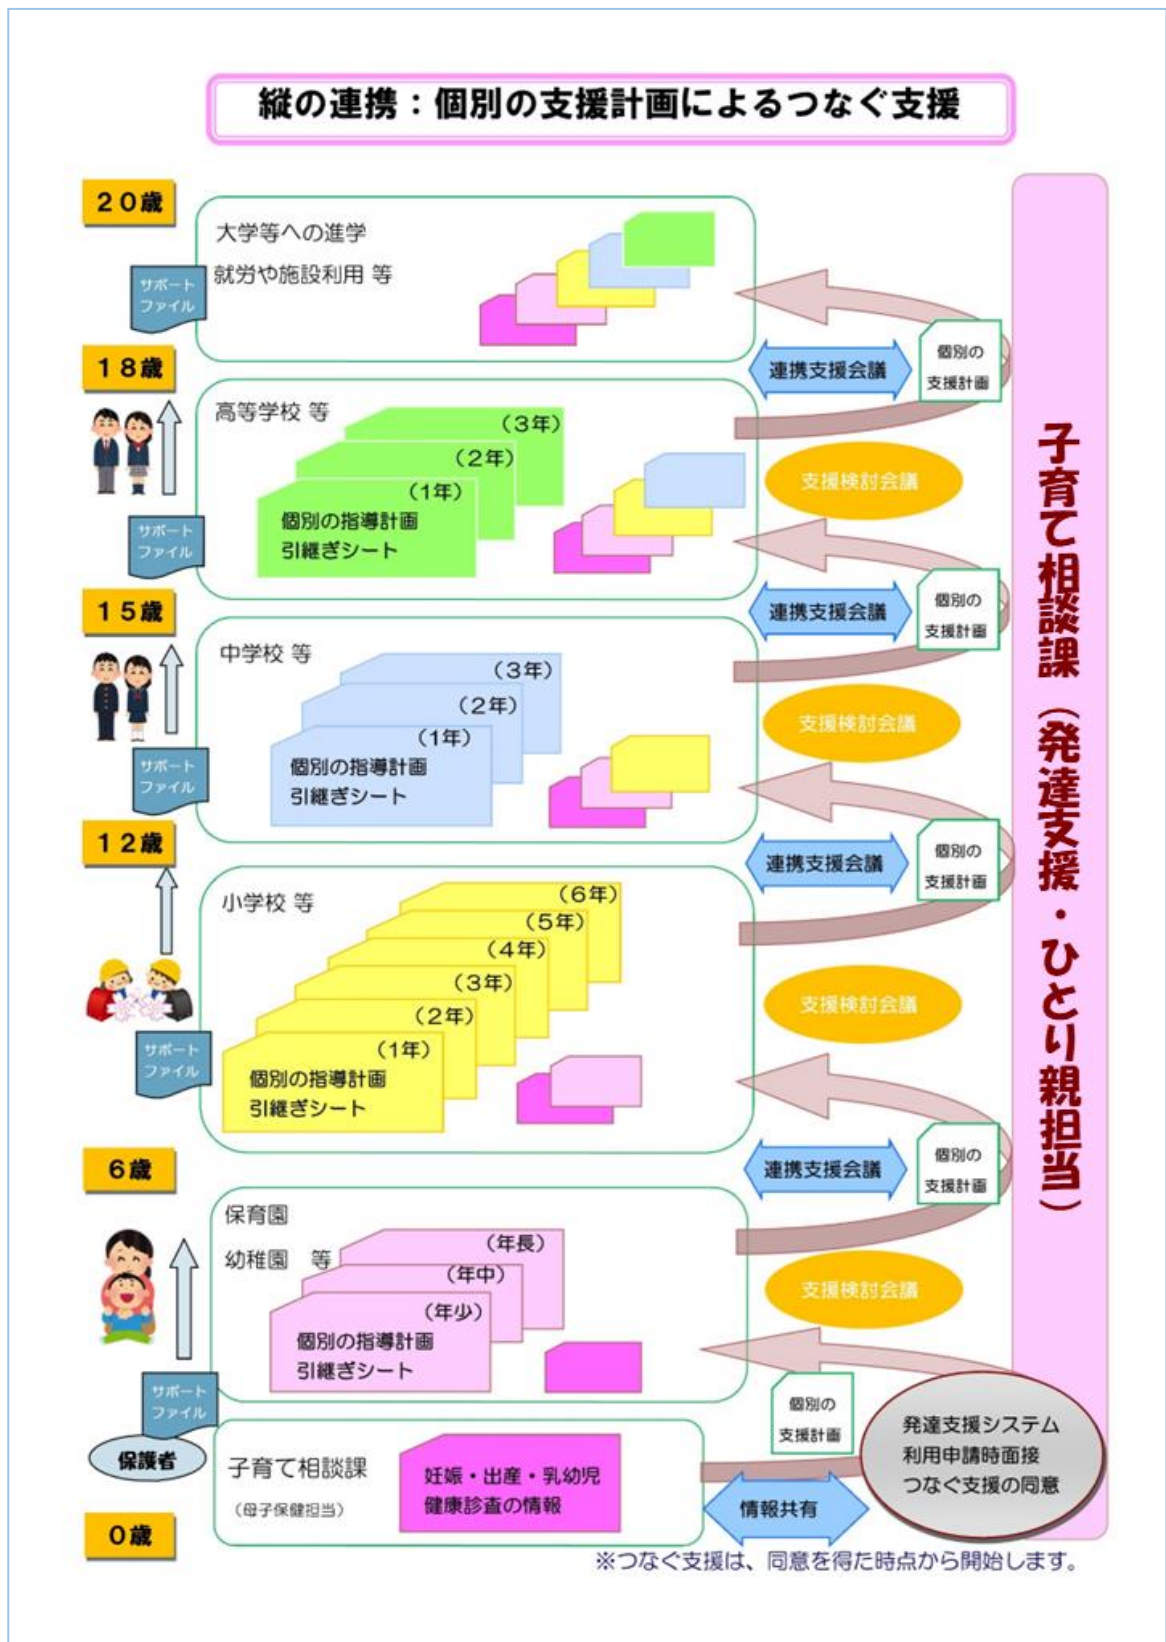 縦の連携：個別の支援計画によるつなぐ支援
２０歳
大学等への進学
就労や施設利用 等
サポート
ファイル
１８歳
連携支援会議
個別の
支援計画
高等学校 等
（３年）
（２年）
（１年）
個別の指導計画
引継ぎシート
支援検討会議
サポート
ファイル
１５歳
連携支援会議
個別の
支援計画
中学校 等
（３年）
（２年）
（１年）
個別の指導計画
引継ぎシート
支援検討会議
サポート
ファイル
１２歳
連携支援会議
個別の
支援計画
小学校 等
（６年）
（５年）
（４年）
（３年）
（２年）
（１年）
個別の指導計画
引継ぎシート
支援検討会議
サポート
ファイル
６歳
連携支援会議
個別の
支援計画
保育園
幼稚園　等
（年長）
（年中）
（年少）
個別の指導計画
引継ぎシート
支援検討会議
サポート
ファイル
保護者
個別の
支援計画
子育て相談課
（母子保健担当）
妊娠・出産・乳幼児
健康診査の情報
情報共有
発達支援システム
利用申請時面接
つなぐ支援の同意
０歳
子育て相談課（発達支援・ひとり親担当）
※つなぐ支援は、同意を得た時点から開始します。